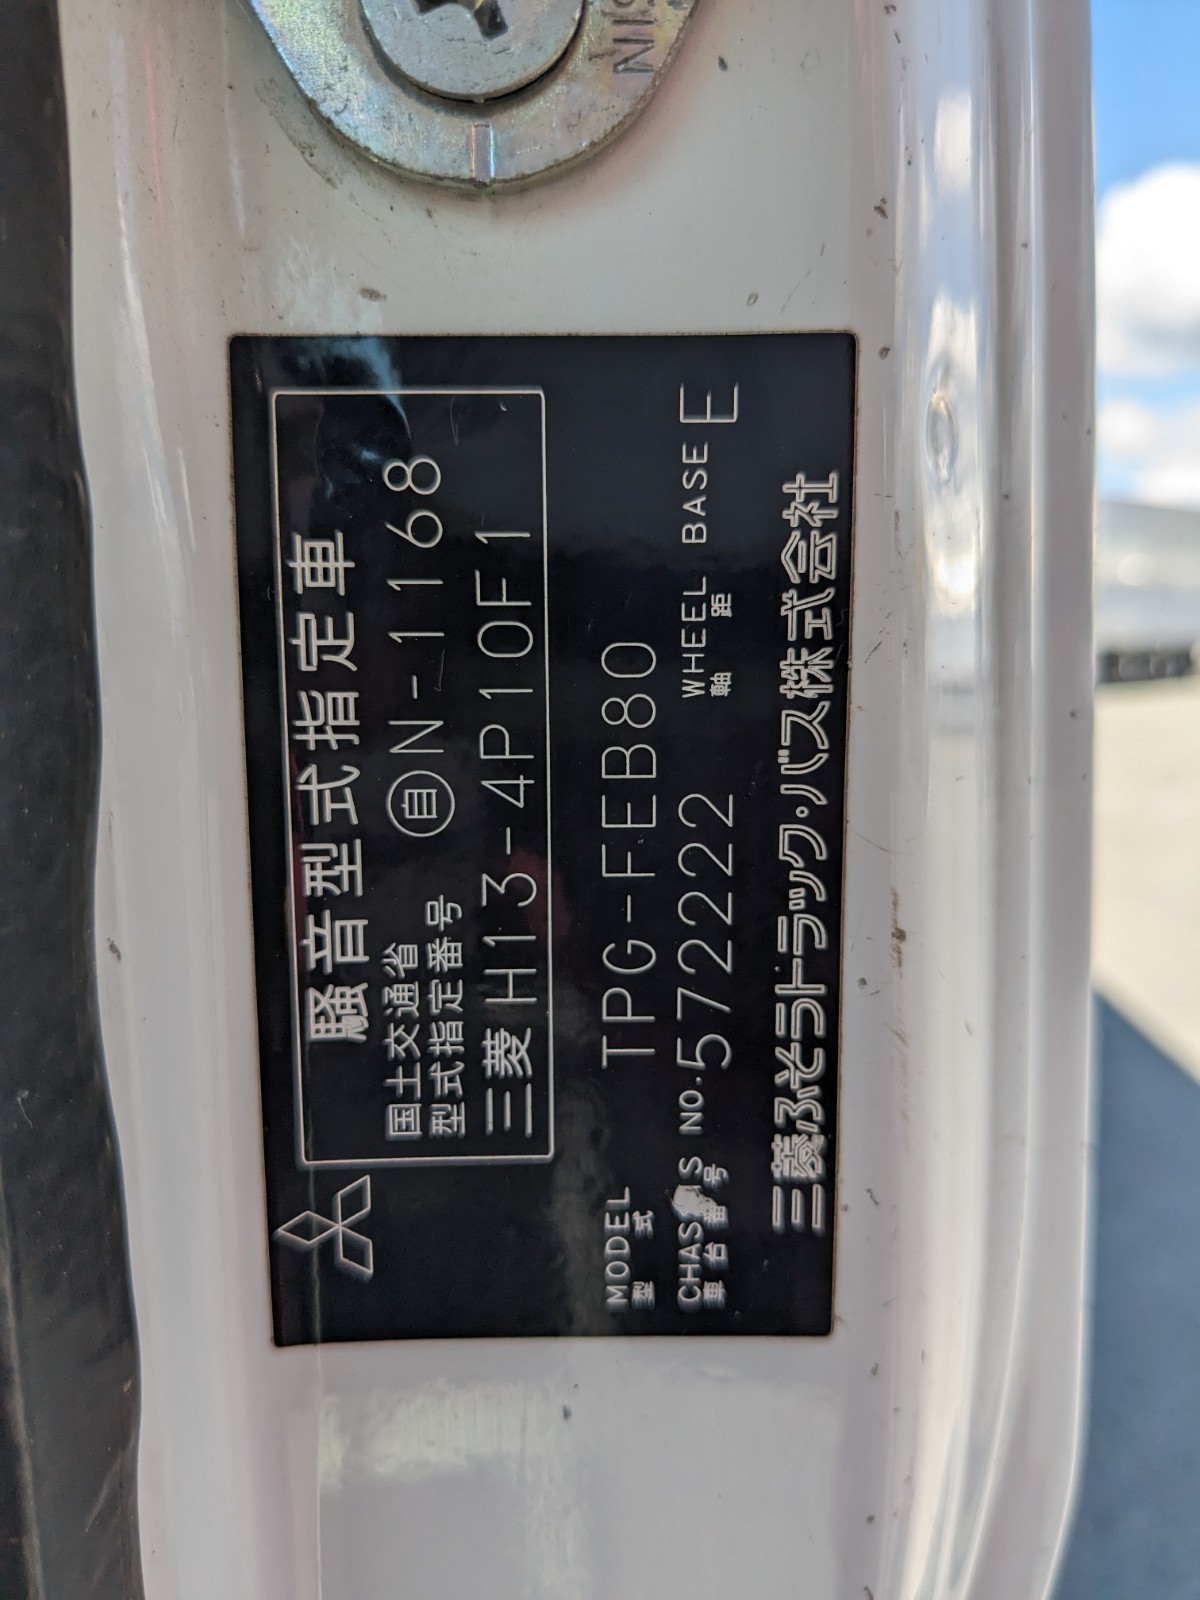 騒音型式指定車
国土交通省
型式指定番号
自 N-1168
三菱 H13-4P10F1
MODEL
型式
TPG-FEB80
CHASSIS NO.
車台番号
572222
WHEEL BASE
軸距
E
三菱ふそうトラック・バス株式会社